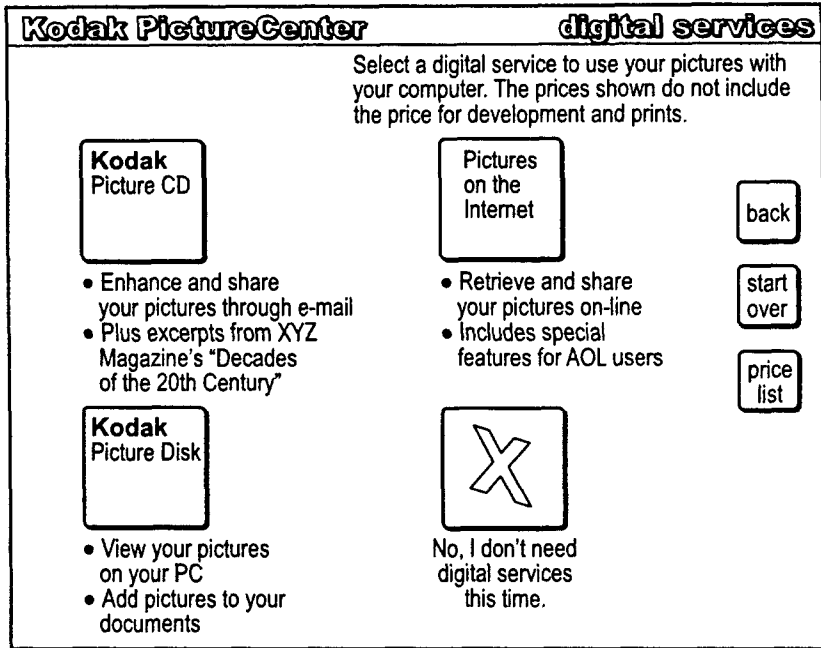 Kodak PictureCenter
digital services
Select a digital service to use your pictures with
your computer. The prices shown do not include
the price for development and prints.
Kodak
Picture CD
• Enhance and share
your pictures through e-mail
• Plus excerpts from XYZ
Magazine's "Decades
of the 20th Century"
Pictures
on the
Internet
• Retrieve and share
your pictures on-line
• Includes special
features for AOL users
back
start
over
price
list
Kodak
Picture Disk
• View your pictures
on your PC
• Add pictures to your
documents
X
No, I don't need
digital services
this time.